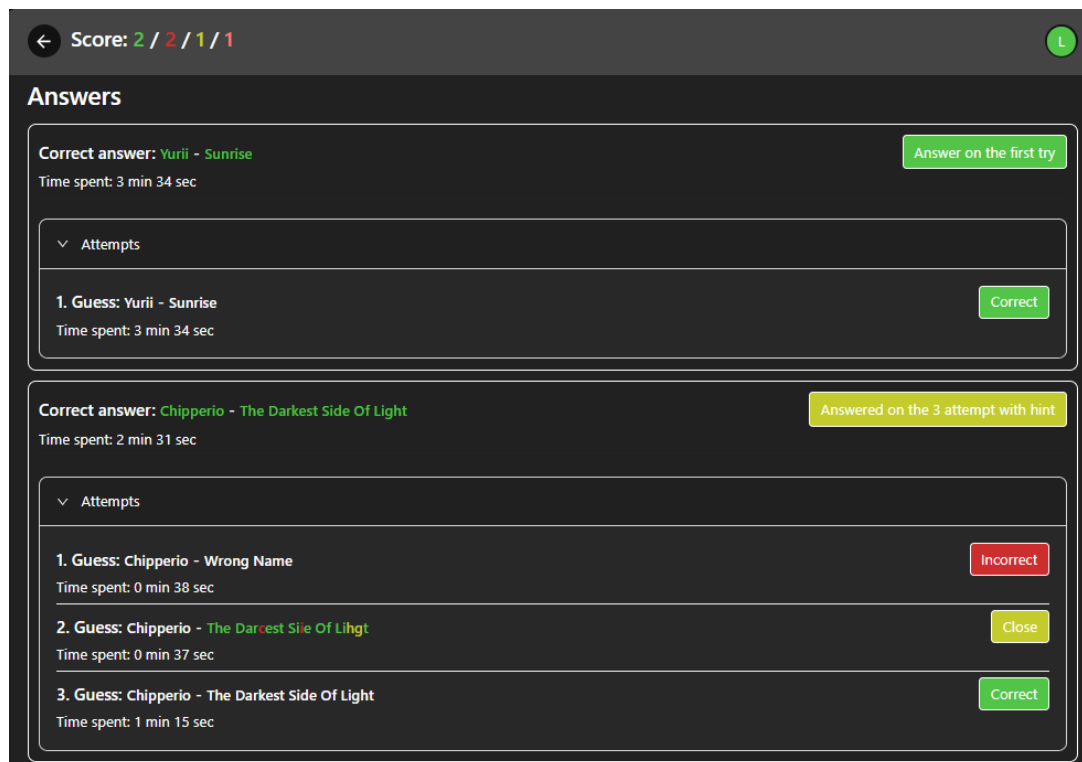 Score: 2 / 2 / 1 / 1
L
Answers
Correct answer: Yurii - Sunrise
Answer on the first try
Time spent: 3 min 34 sec
Attempts
1. Guess: Yurii - Sunrise
Correct
Time spent: 3 min 34 sec
Correct answer: Chipperio - The Darkest Side Of Light
Answered on the 3 attempt with hint
Time spent: 2 min 31 sec
Attempts
1. Guess: Chipperio - Wrong Name
Incorrect
Time spent: 0 min 38 sec
2. Guess: Chipperio - The Darcest Siie Of Lihgt
Close
Time spent: 0 min 37 sec
3. Guess: Chipperio - The Darkest Side Of Light
Correct
Time spent: 1 min 15 sec